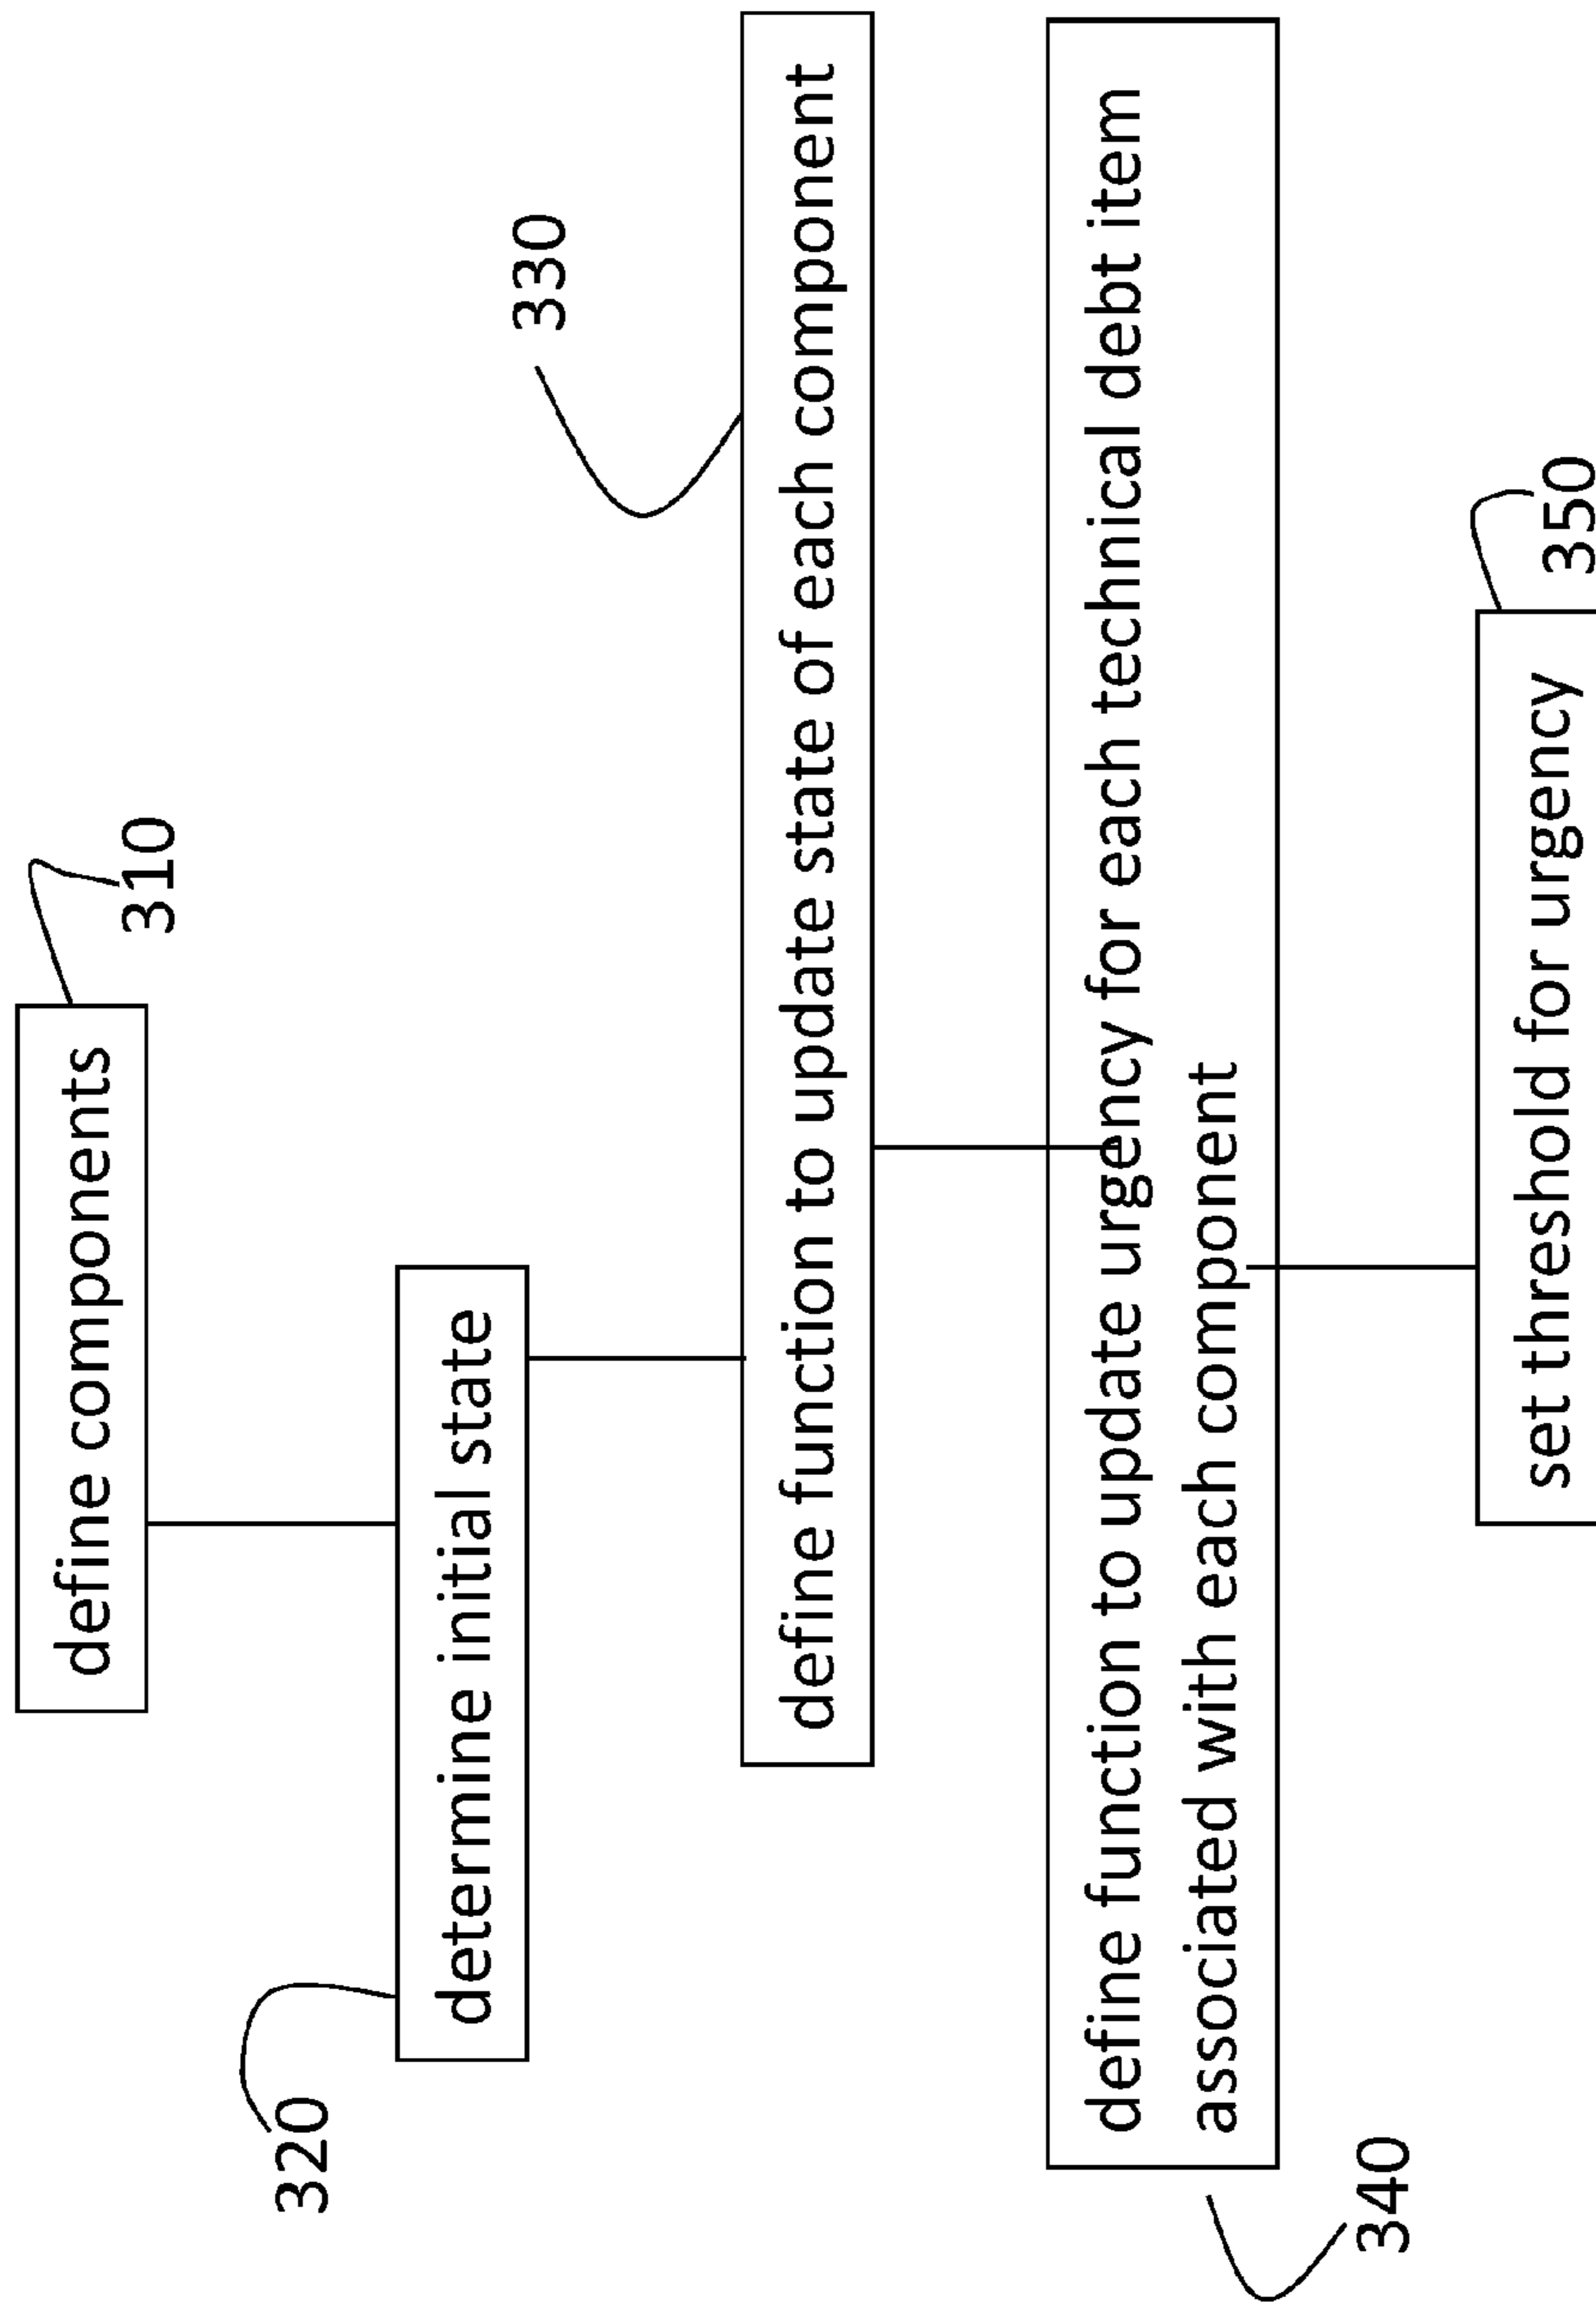 define components
310
320
determine initial state
330
define function to update state of each component
define function to update urgency for each technical debt item
associated with each component
340
350
set threshold for urgency